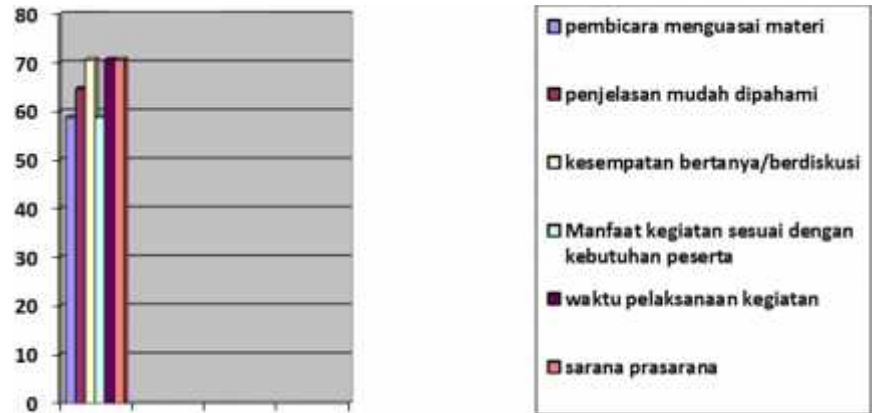 80
70
60
50
40
30
20
10
0
pembicara menguasai materi
penjelasan mudah dipahami
kesempatan bertanya/berdiskusi
Manfaat kegiatan sesuai dengan
kebutuhan peserta
waktu pelaksanaan kegiatan
sarana prasarana